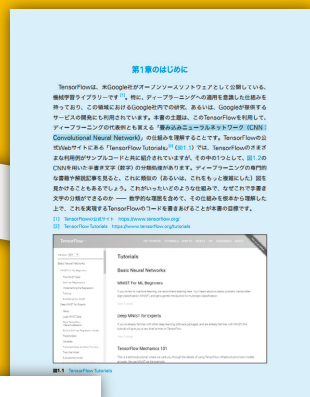 第1章のはじめに
TensorFlowは、米Google社がオープンソースソフトウェアとして公開している、
機械学習ライブラリーです[1]。特に、ディープラーニングへの適用を意識した仕組みを
持っており、この領域におけるGoogle社内での研究、あるいは、Googleが提供する
サービスの開発にも利用されています。本書の主題は、このTensorFlowを利用して、
ディープラーニングの代表例とも言える「畳み込みニューラルネットワーク（CNN：
Convolutional Neural Network）」の仕組みを理解することです。TensorFlowの公
式Webサイトにある「TensorFlow Tutorials」[2]（図1.1）では、TensorFlowのさまざ
まな利用例がサンプルコードと共に紹介されていますが、その中の1つとして、図1.2の
CNNを用いた手書き文字（数字）の分類処理があります。ディープラーニングの専門的
な書籍や解説記事を見ると、これに類似の（あるいは、これをもっと複雑にした）図を
見かけることもあるでしょう。これがいったいどのような仕組みで、なぜこれで手書き
文字の分類ができるのか ―― 数学的な理屈を含めて、その仕組みを根本から理解した
上で、これを実現するTensorFlowのコードを書きあげることが本書の目標です。
[1] TensorFlow公式サイト https://www.tensorflow.org/
[2] TensorFlow Tutorials https://www.tensorflow.org/tutorials
TensorFlow
Tutorials
Basic Neural Networks
MNIST For ML Beginners
Deep MNIST for Experts
TensorFlow Mechanics 101
図1.1 TensorFlow Tutorials